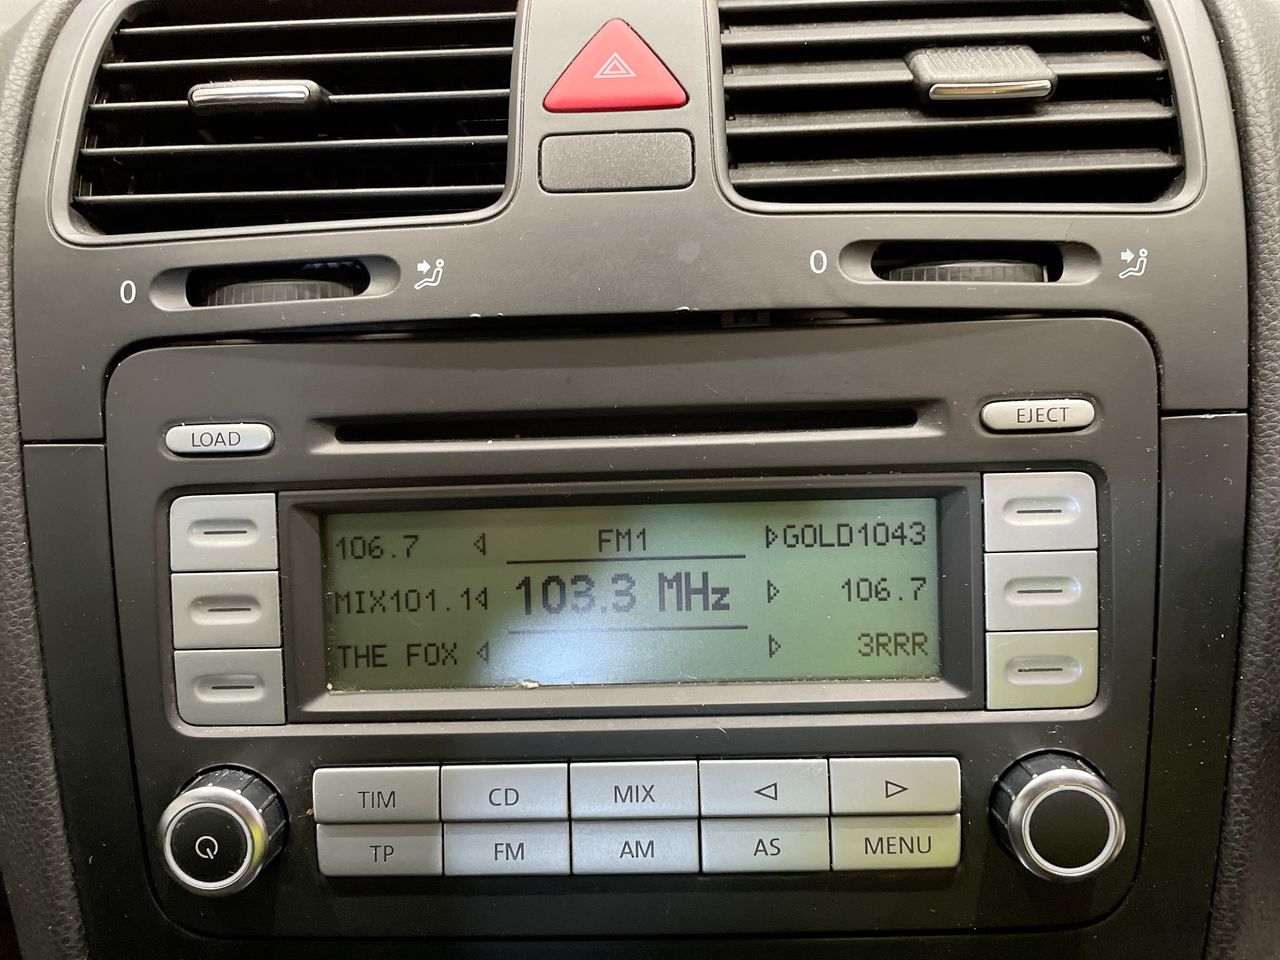 0
0
LOAD
EJECT
106.7 FM1 GOLD1043
MIX101.1 103.3 MHz 106.7
THE FOX 3RRR
TIM CD MIX
TP FM AM AS MENU